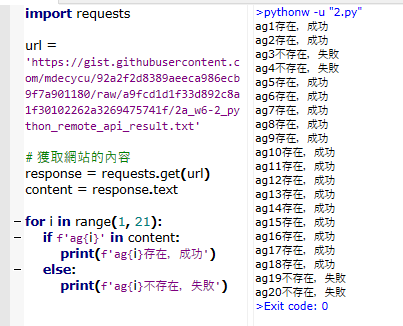 import requests
url =
'https://gist.githubusercontent.co
m/mdecycu/92a2f2d8389aeeca986ecb
9f7a901180/raw/a9fcd1d1f33d892c8a
1f30102262a3269475741f/2a_w6-2_py
thon_remote_api_result.txt'
# 獲取網站的內容
response = requests.get(url)
content = response.text
for i in range(1, 21):
    if f'ag{i}' in content:
        print(f'ag{i}存在, 成功')
    else:
        print(f'ag{i}不存在, 失敗')
>pythonw -u "2.py"
ag1存在, 成功
ag2存在, 成功
ag3不存在, 失敗
ag4不存在, 失敗
ag5存在, 成功
ag6存在, 成功
ag7存在, 成功
ag8存在, 成功
ag9存在, 成功
ag10存在, 成功
ag11存在, 成功
ag12存在, 成功
ag13存在, 成功
ag14存在, 成功
ag15存在, 成功
ag16存在, 成功
ag17存在, 成功
ag18存在, 成功
ag19不存在, 失敗
ag20不存在, 失敗
>Exit code: 0